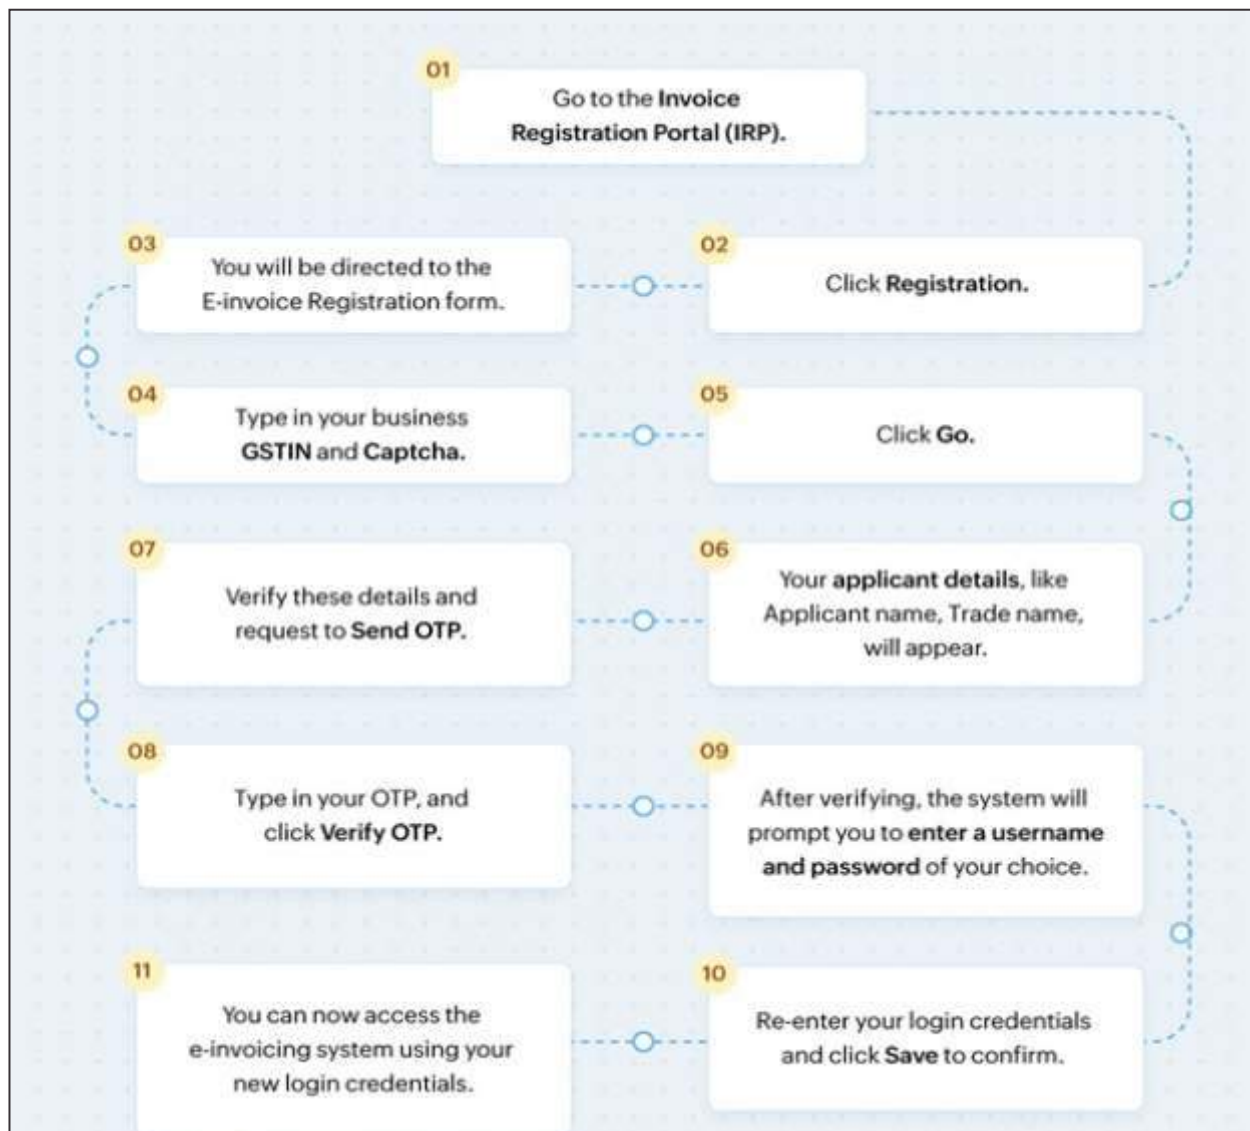 01
Go to the Invoice
Registration Portal (IRP).
02
Click Registration.
03
You will be directed to the
E-invoice Registration form.
04
Type in your business
GSTIN and Captcha.
05
Click Go.
06
Your applicant details, like
Applicant name, Trade name,
will appear.
07
Verify these details and
request to Send OTP.
08
Type in your OTP, and
click Verify OTP.
09
After verifying, the system will
prompt you to enter a username
and password of your choice.
10
Re-enter your login credentials
and click Save to confirm.
11
You can now access the
e-invoicing system using your
new login credentials.